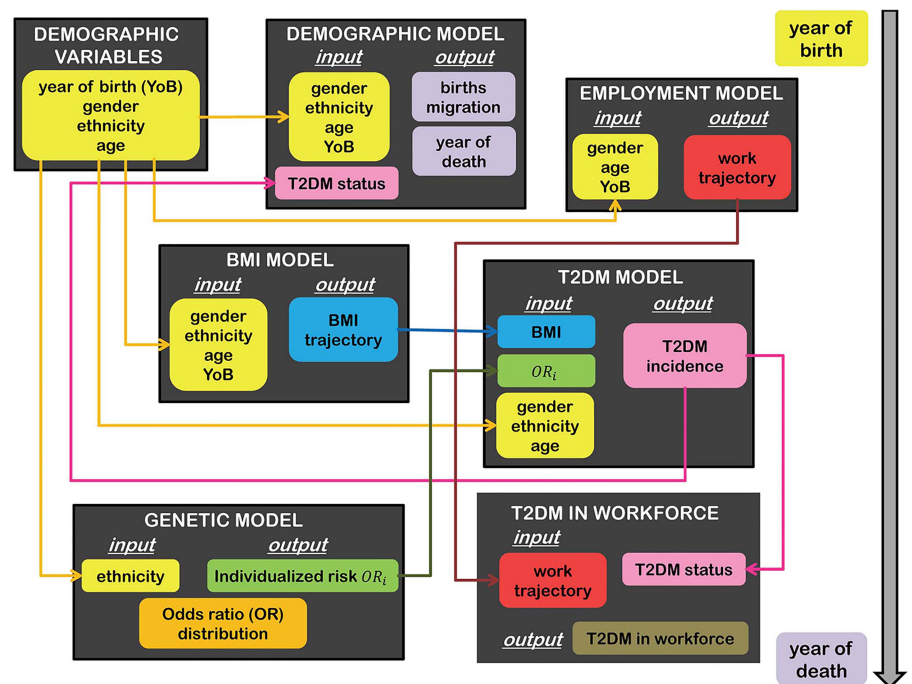 DEMOGRAPHIC
VARIABLES
year of birth (YoB)
gender
ethnicity
age
DEMOGRAPHIC MODEL
input
output
gender
ethnicity
age
YoB
births
migration
year of
death
T2DM status
EMPLOYMENT MODEL
input
output
gender
age
YoB
work
trajectory
year of
birth
BMI MODEL
input
output
gender
ethnicity
age
YoB
BMI
trajectory
T2DM MODEL
input
output
BMI
ORᵢ
gender
ethnicity
age
T2DM
incidence
GENETIC MODEL
input
output
ethnicity
Individualized risk ORᵢ
Odds ratio (OR)
distribution
T2DM IN WORKFORCE
input
work
trajectory
T2DM status
output
T2DM in workforce
year of
death